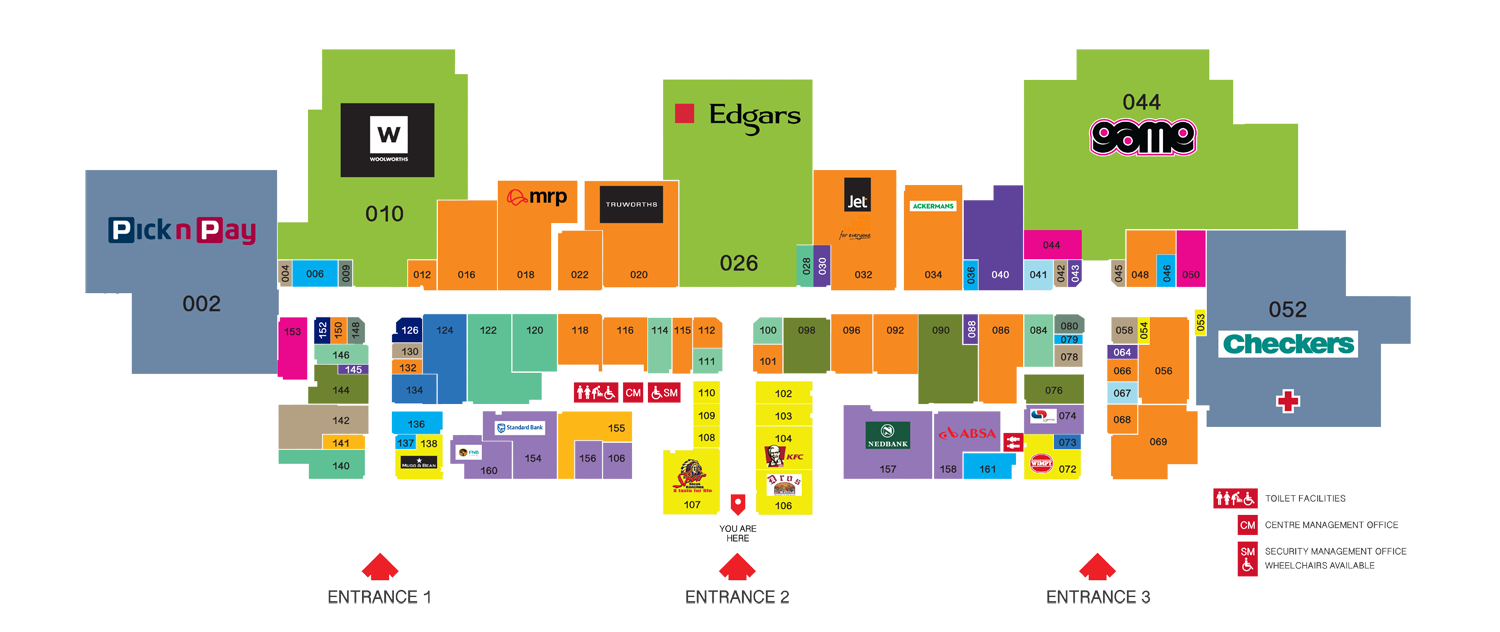 044
game
Edgars
W
WOOLWORTHS
Jet
for everyone
mrp
TRUWORTHS
ACKERMANS
010
Pick n Pay
002
004
006
009
012
016
018
022
020
026
028
030
032
034
036
040
044
041
042
043
045
048
046
050
052
Checkers
053
153
152
150
148
146
145
144
142
141
140
126
124
130
132
134
136
137
138
MUGG & BEAN
122
120
118
116
114
115
112
111
CM
SM
110
109
108
Standard Bank
FNB
160
154
155
156
106
Spur
Steak Ranches
A taste for life
107
100
098
101
102
103
104
KFC
Dros
106
096
092
090
088
086
084
080
079
078
076
074
NEDBANK
157
ABSA
158
161
073
WIMPY
072
058
054
064
066
067
068
056
069
YOU ARE
HERE
ENTRANCE 1
ENTRANCE 2
ENTRANCE 3
TOILET FACILITIES
CM CENTRE MANAGEMENT OFFICE
SM SECURITY MANAGEMENT OFFICE
WHEELCHAIRS AVAILABLE